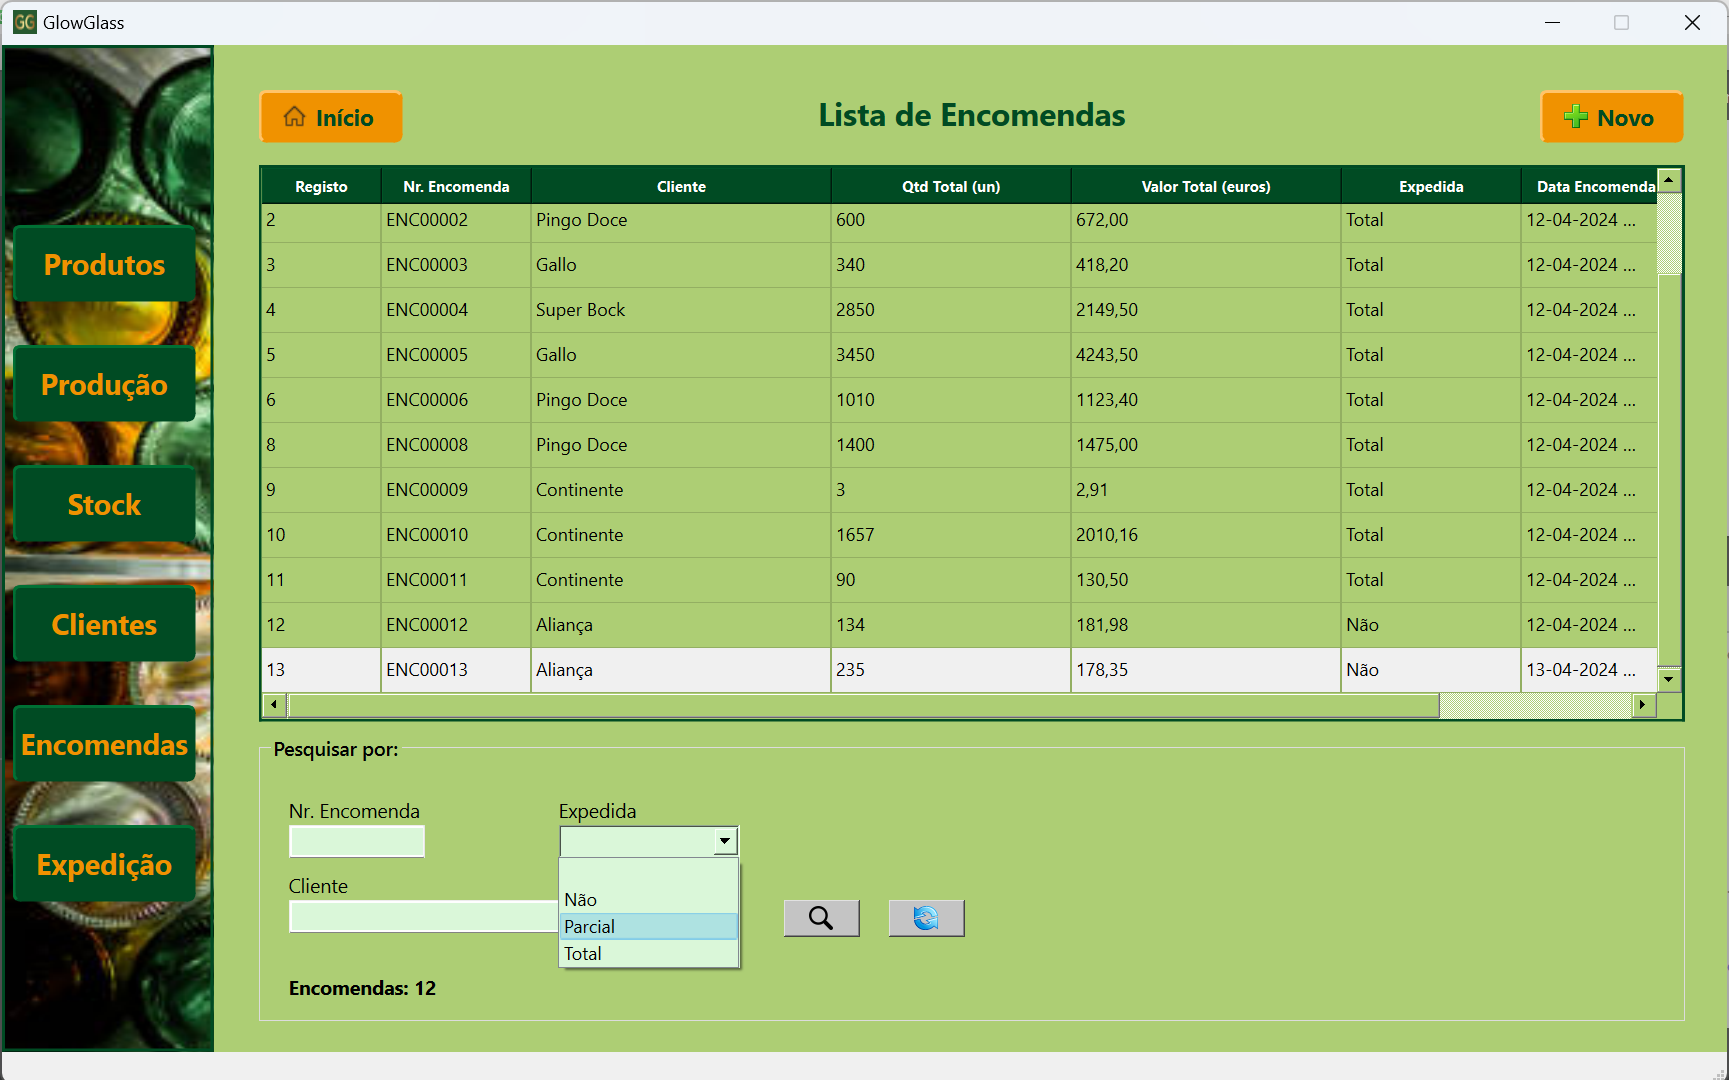 GG GlowGlass
Início
Lista de Encomendas
Novo
Produtos
Produção
Stock
Clientes
Encomendas
Expedição
Registo Nr. Encomenda Cliente Qtd Total (un) Valor Total (euros) Expedida Data Encomenda
2 ENC00002 Pingo Doce 600 672,00 Total 12-04-2024 ...
3 ENC00003 Gallo 340 418,20 Total 12-04-2024 ...
4 ENC00004 Super Bock 2850 2149,50 Total 12-04-2024 ...
5 ENC00005 Gallo 3450 4243,50 Total 12-04-2024 ...
6 ENC00006 Pingo Doce 1010 1123,40 Total 12-04-2024 ...
8 ENC00008 Pingo Doce 1400 1475,00 Total 12-04-2024 ...
9 ENC00009 Continente 3 2,91 Total 12-04-2024 ...
10 ENC00010 Continente 1657 2010,16 Total 12-04-2024 ...
11 ENC00011 Continente 90 130,50 Total 12-04-2024 ...
12 ENC00012 Aliança 134 181,98 Não 12-04-2024 ...
13 ENC00013 Aliança 235 178,35 Não 13-04-2024 ...
Pesquisar por:
Nr. Encomenda
Expedida
Cliente
Não
Parcial
Total
Encomendas: 12